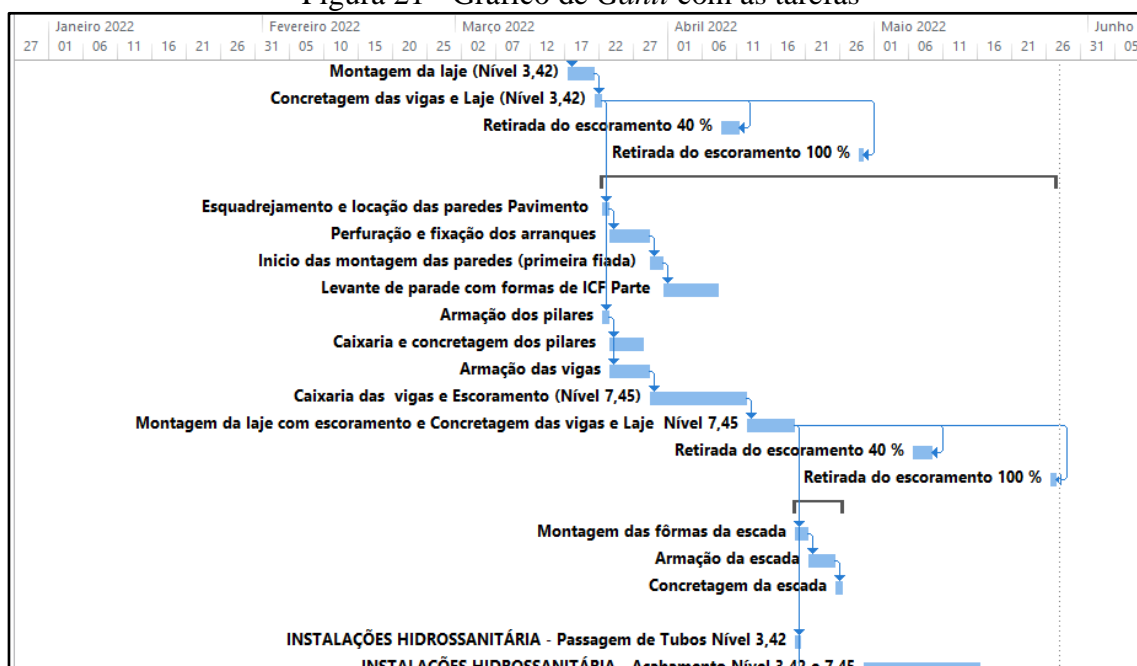 Figura 21 - Gráfico de Gantt com as tarefas
Janeiro 2022 Fevereiro 2022 Março 2022 Abril 2022 Maio 2022 Junho
27 01 06 11 16 21 26 31 05 10 15 20 25 02 07 12 17 22 27 01 06 11 16 21 26 01 06 11 16 21 26 31 05
Montagem da laje (Nível 3,42)
Concretagem das vigas e Laje (Nível 3,42)
Retirada do escoramento 40 %
Retirada do escoramento 100 %
Esquadrejamento e locação das paredes Pavimento
Perfuração e fixação dos arranques
Inicio das montagem das paredes (primeira fiada)
Levante de parade com formas de ICF Parte
Armação dos pilares
Caixaria e concretagem dos pilares
Armação das vigas
Caixaria das vigas e Escoramento (Nível 7,45)
Montagem da laje com escoramento e Concretagem das vigas e Laje Nível 7,45
Retirada do escoramento 40 %
Retirada do escoramento 100 %
Montagem das fôrmas da escada
Armação da escada
Concretagem da escada
INSTALAÇÕES HIDROSSANITÁRIA - Passagem de Tubos Nível 3,42
INSTALAÇÕES HIDROSSANITÁRIA - Acabamento Nível 3,42 e 7,45